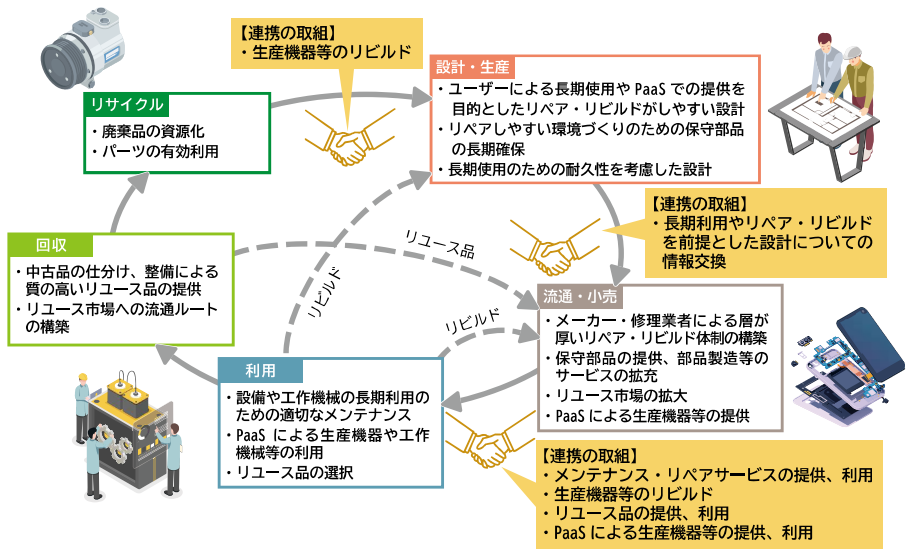 【連携の取組】
・生産機器等のリビルド
リサイクル
・廃棄品の資源化
・パーツの有効利用
設計・生産
・ユーザーによる長期使用や PaaS での提供を
目的としたリペア・リビルドがしやすい設計
・リペアしやすい環境づくりのための保守部品
の長期確保
・長期使用のための耐久性を考慮した設計
【連携の取組】
・長期利用やリペア・リビルド
を前提とした設計についての
情報交換
回収
・中古品の仕分け、整備による
質の高いリユース品の提供
・リユース市場への流通ルート
の構築
リユース品
リビルド
リビルド
流通・小売
・メーカー・修理業者による層が
厚いリペア・リビルド体制の構築
・保守部品の提供、部品製造等の
サービスの拡充
・リユース市場の拡大
・PaaS による生産機器等の提供
利用
・設備や工作機械の長期利用の
ための適切なメンテナンス
・PaaS による生産機器や工作
機械等の利用
・リユース品の選択
【連携の取組】
・メンテナンス・リペアサービスの提供、利用
・生産機器等のリビルド
・リユース品の提供、利用
・PaaS による生産機器等の提供、利用